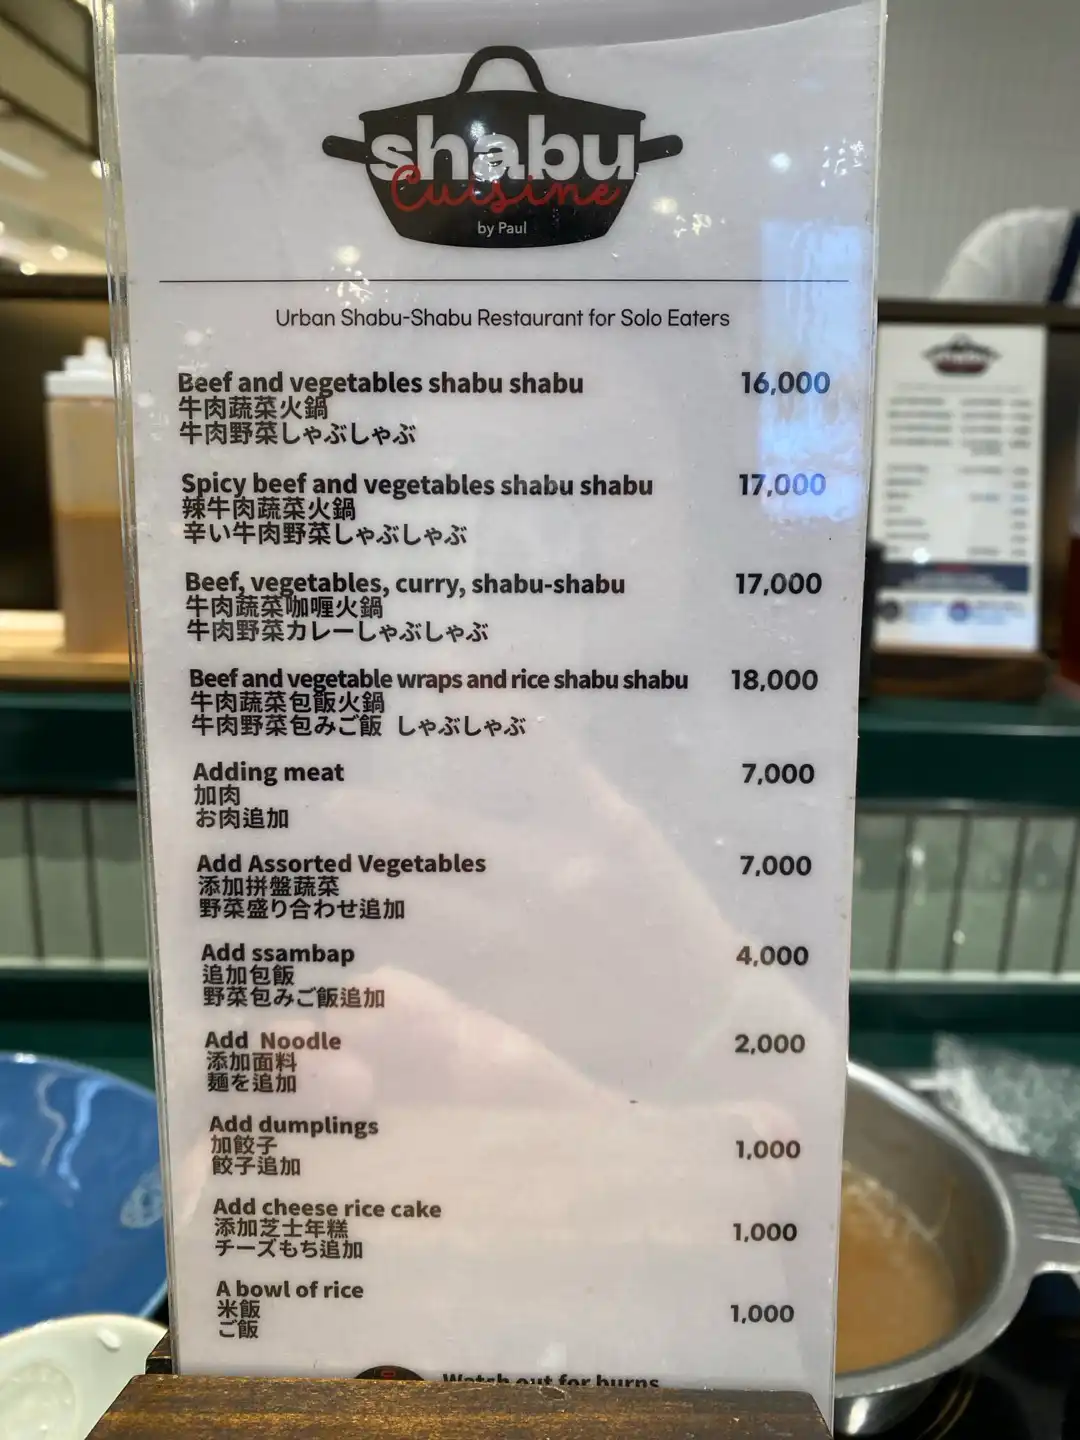 shabu
Cuisine
by Paul
Urban Shabu-Shabu Restaurant for Solo Eaters
Beef and vegetables shabu shabu 16,000
牛肉蔬菜火鍋
牛肉野菜しゃぶしゃぶ
Spicy beef and vegetables shabu shabu 17,000
辣牛肉蔬菜火鍋
辛い牛肉野菜しゃぶしゃぶ
Beef, vegetables, curry, shabu-shabu 17,000
牛肉蔬菜咖喱火鍋
牛肉野菜カレーしゃぶしゃぶ
Beef and vegetable wraps and rice shabu shabu 18,000
牛肉蔬菜包飯火鍋
牛肉野菜包みご飯 しゃぶしゃぶ
Adding meat 7,000
加肉
お肉追加
Add Assorted Vegetables 7,000
添加拼盤蔬菜
野菜盛り合わせ追加
Add ssambap 4,000
追加包飯
野菜包みご飯追加
Add Noodle 2,000
添加面料
麺を追加
Add dumplings 1,000
加餃子
餃子追加
Add cheese rice cake 1,000
添加芝士年糕
チーズもち追加
A bowl of rice 1,000
米飯
ご飯
Watch out for burns
shabu